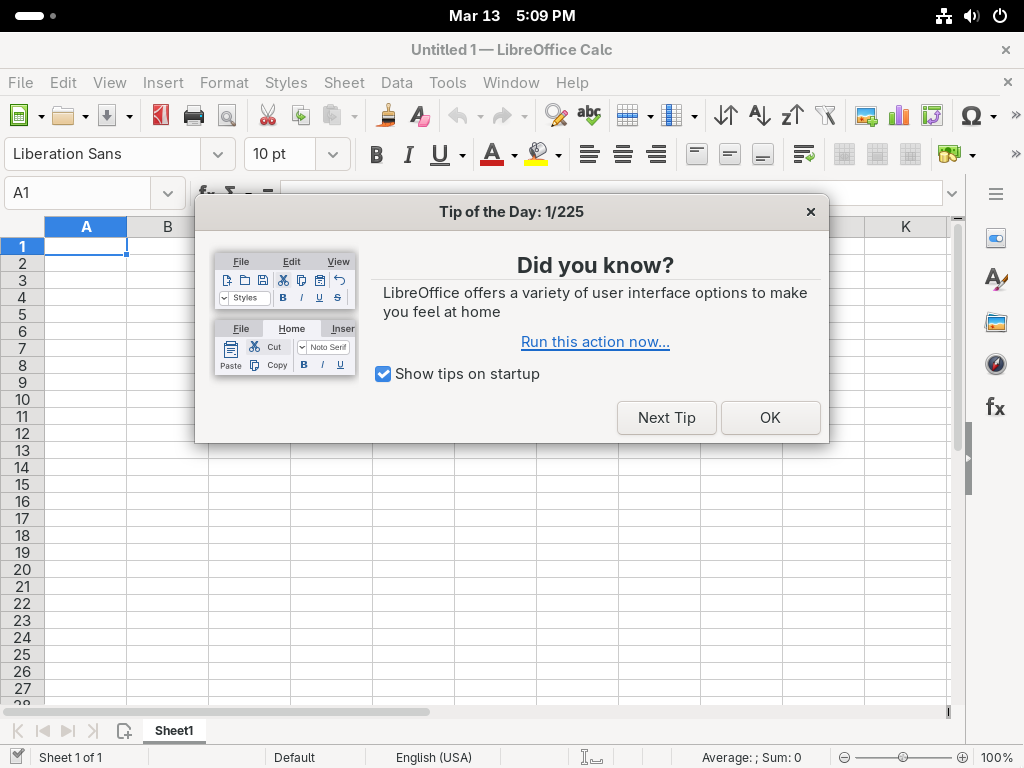 Mar 13 5:09 PM
Untitled 1 — LibreOffice Calc
File Edit View Insert Format Styles Sheet Data Tools Window Help
Liberation Sans
10 pt
A1
A B K
1
2
3
4
5
6
7
8
9
10
11
12
13
14
15
16
17
18
19
20
21
22
23
24
25
26
27
28
Tip of the Day: 1/225
File Edit View
Styles B I U S
File Home Inser
Cut Noto Serif
Paste Copy B I U
Did you know?
LibreOffice offers a variety of user interface options to make
you feel at home
Run this action now...
Show tips on startup
Next Tip OK
Sheet1
Sheet 1 of 1 Default English (USA) Average: ; Sum: 0 100%